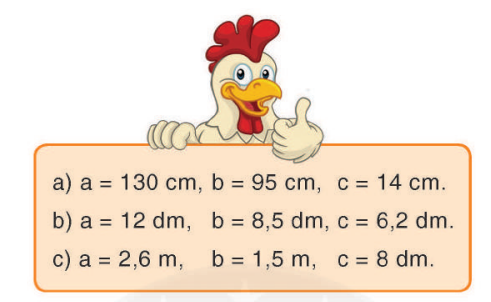 a) a = 130 cm, b = 95 cm, c = 14 cm.
b) a = 12 dm, b = 8,5 dm, c = 6,2 dm.
c) a = 2,6 m, b = 1,5 m, c = 8 dm.